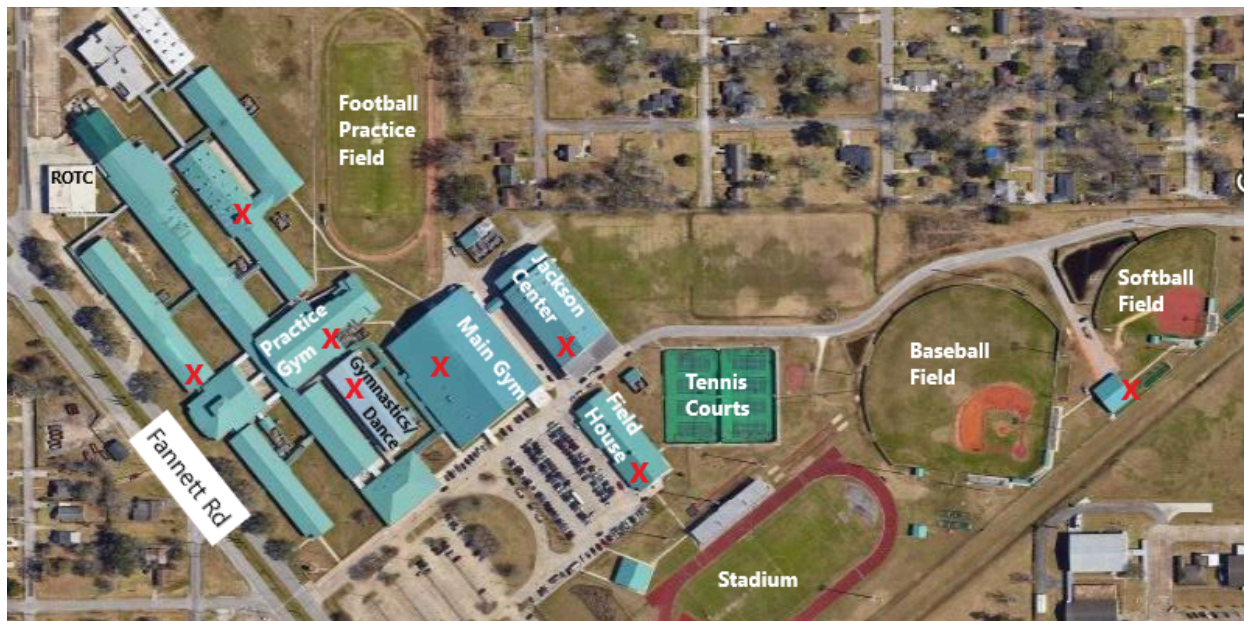 Football
Practice
Field
ROTC
X
Jackson
Center
X
Softball
Field
Practice
Gym
X
Main Gym
X
Baseball
Field
X
Gymnastics/
Dance
X
Tennis
Courts
X
Field
House
X
Fannett Rd
Stadium